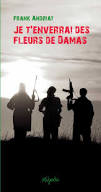 FRANK ANDRIAT
JE T'ENVERRAI DES
FLEURS DE DAMAS